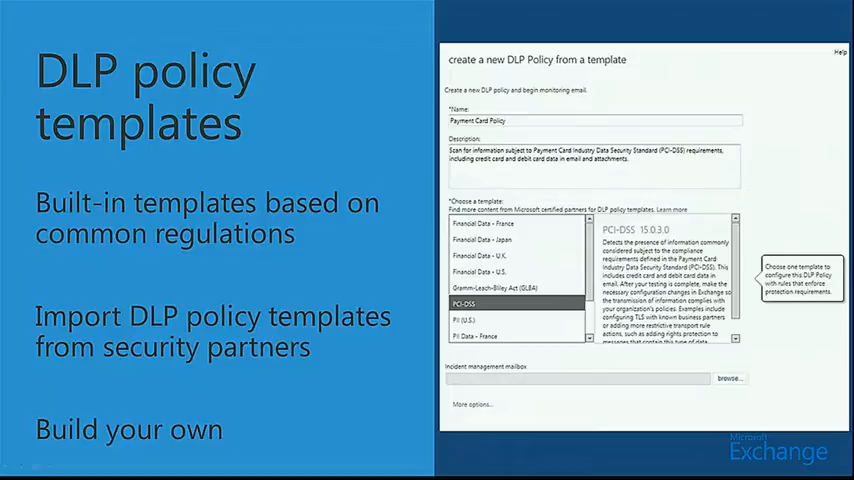 DLP policy
templates
Built-in templates based on
common regulations
Import DLP policy templates
from security partners
Build your own
Help
create a new DLP Policy from a template
Create a new DLP policy and begin monitoring email.
*Name:
Payment Card Policy
Description:
Scan for information subject to Payment Card Industry Data Security Standard (PCI-DSS) requirements,
including credit card and debit card data in email and attachments.
*Choose a template:
Find more content from Microsoft certified partners for DLP policy templates. Learn more
Financial Data - France
Financial Data - Japan
Financial Data - U.K.
Financial Data - U.S.
Gramm-Leach-Bliley Act (GLBA)
PCI-DSS
PII (U.S.)
PII Data - France
PCI-DSS 15.0.3.0
Detects the presence of information commonly
considered subject to the compliance
requirements defined in the Payment Card
Industry Data Security Standard (PCI-DSS). This
includes credit card and debit card data in
email. After your testing is complete, make the
necessary configuration changes in Exchange so
the transmission of information complies with
your organization's policies. Examples include
configuring TLS with known business partners
or adding more restrictive transport rule
actions, such as adding rights protection to
messages that contain this type of data.
Choose one template to
configure this DLP Policy
with rules that enforce
protection requirements.
Incident management mailbox
browse...
More options...
Microsoft
Exchange